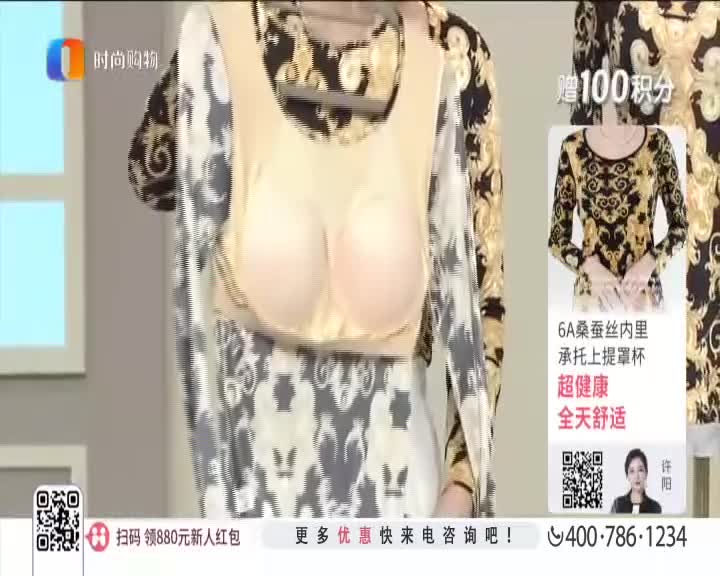 时尚购物
赠100积分
6A桑蚕丝内里
承托上提罩杯
超健康
全天舒适
许阳
扫码 领880元新人红包
更多优惠快来电咨询吧！
400·786·1234